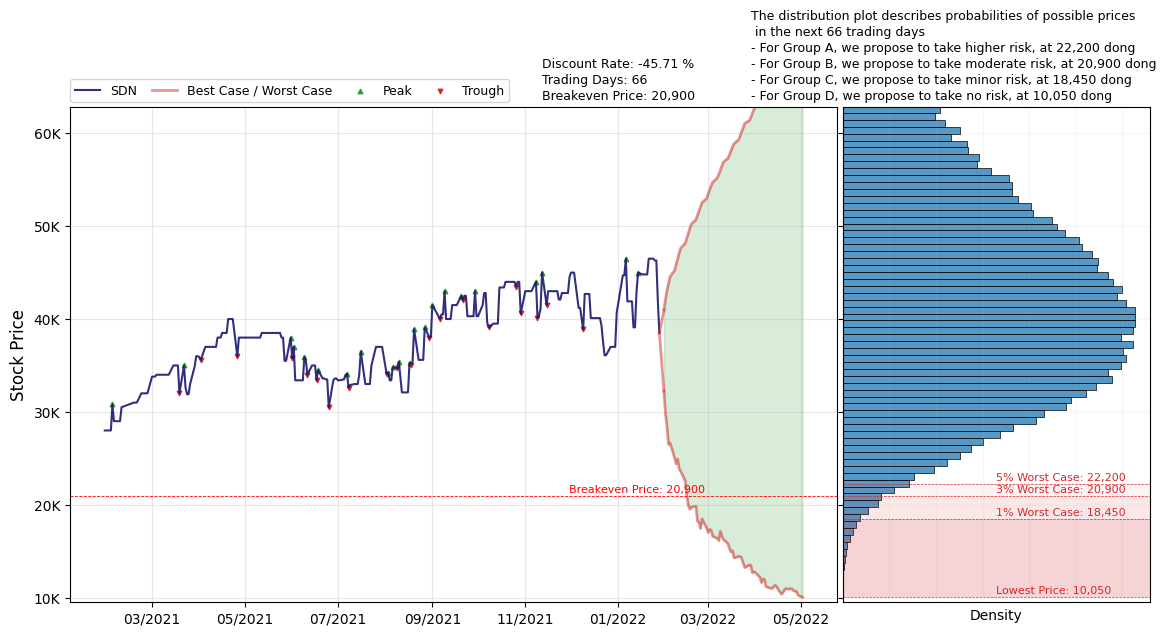 The distribution plot describes probabilities of possible prices
in the next 66 trading days
- For Group A, we propose to take higher risk, at 22,200 dong
- For Group B, we propose to take moderate risk, at 20,900 dong
- For Group C, we propose to take minor risk, at 18,450 dong
- For Group D, we propose to take no risk, at 10,050 dong
Discount Rate: -45.71 %
Trading Days: 66
Breakeven Price: 20,900
SDN
Best Case / Worst Case
Peak
Trough
Stock Price
60K
50K
40K
30K
20K
10K
Breakeven Price: 20,900
5% Worst Case: 22,200
3% Worst Case: 20,900
1% Worst Case: 18,450
Lowest Price: 10,050
03/2021
05/2021
07/2021
09/2021
11/2021
01/2022
03/2022
05/2022
Density